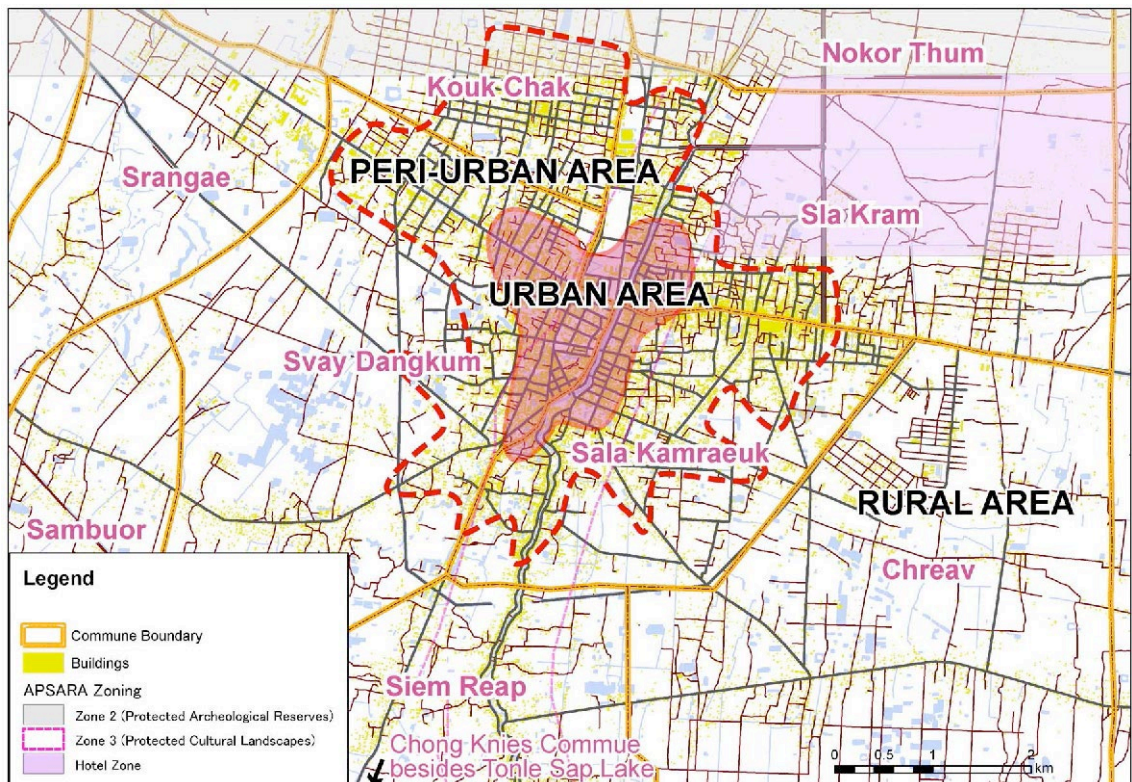 Nokor Thum
Kouk Chak
PERI-URBAN AREA
Srangae
Sla Kram
URBAN AREA
Svay Dangkum
Sala Kamraeuk
RURAL AREA
Sambuor
Chreav
Legend
Commune Boundary
Buildings
APSARA Zoning
Zone 2 (Protected Archeological Reserves)
Zone 3 (Protected Cultural Landscapes)
Hotel Zone
Siem Reap
Chong Knies Commue
besides Tonle Sap Lake
0 0.5 1 2
km